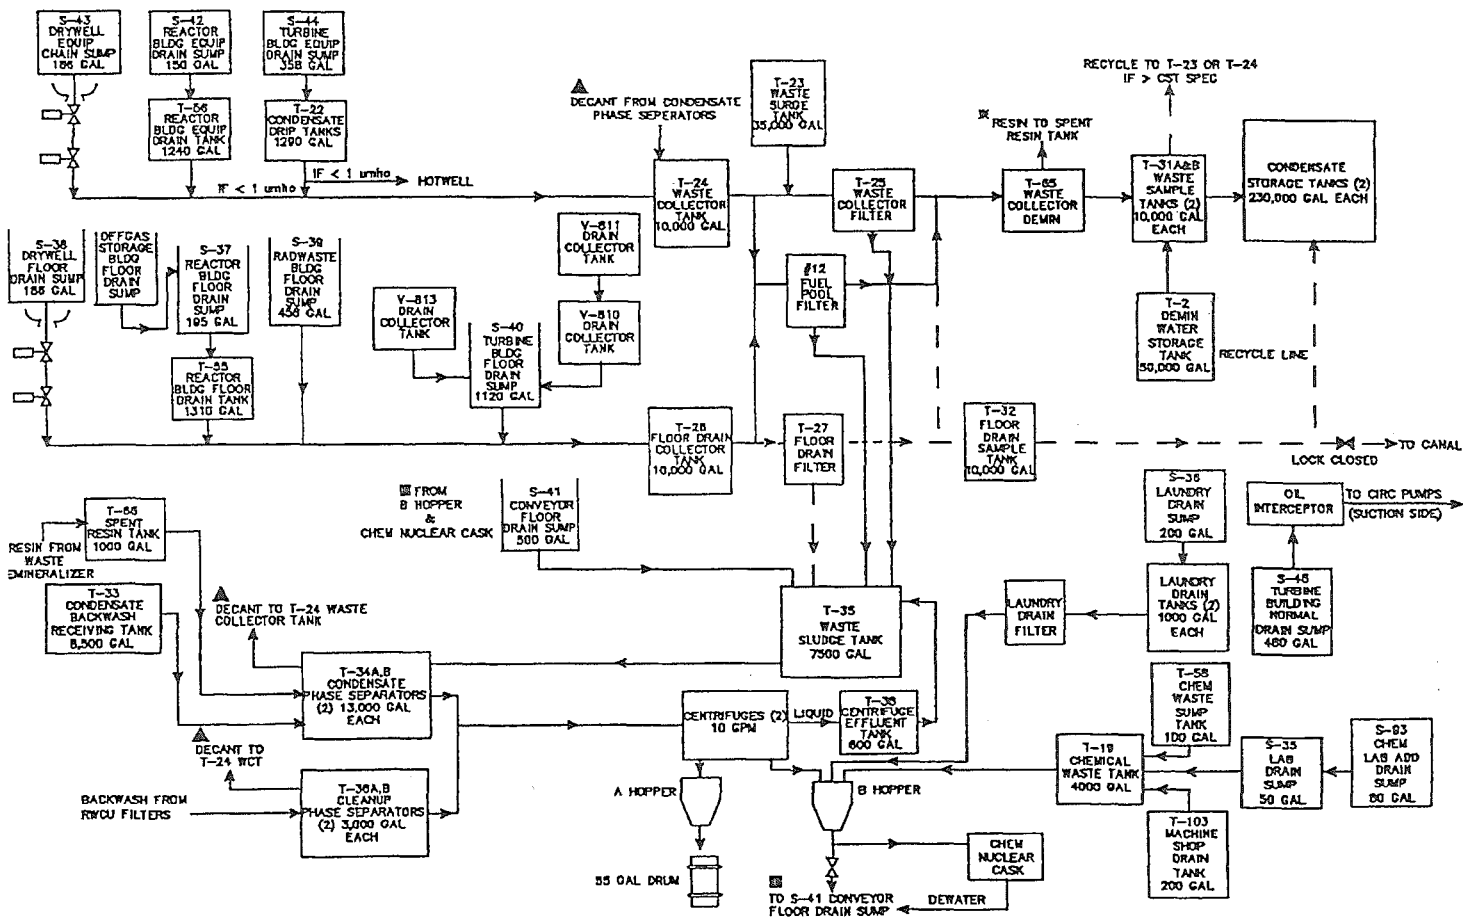 S-43
DRYWELL
EQUIP
CHAIN SUMP
166 GAL
S-42
REACTOR
BLDG EQUIP
DRAIN SUMP
150 GAL
S-44
TURBINE
BLDG EQUIP
DRAIN SUMP
358 GAL
T-56
REACTOR
BLDG EQUIP
DRAIN TANK
1240 GAL
T-22
CONDENSATE
DRIP TANKS
1290 GAL
IF < 1 umho
IF < 1 umho
HOTWELL
DECANT FROM CONDENSATE
PHASE SEPERATORS
T-23
WASTE
SURGE
TANK
35,000 GAL
T-24
WASTE
COLLECTOR
TANK
10,000 GAL
T-25
WASTE
COLLECTOR
FILTER
RESIN TO SPENT
RESIN TANK
T-65
WASTE
COLLECTOR
DEMIN
RECYCLE TO T-23 OR T-24
IF > CST SPEC
T-31A&B
WASTE
SAMPLE
TANKS (2)
10,000 GAL
EACH
CONDENSATE
STORAGE TANKS (2)
230,000 GAL EACH
S-38
DRYWELL
FLOOR
DRAIN SUMP
166 GAL
OFFGAS
STORAGE
BLDG
FLOOR
DRAIN
SUMP
S-37
REACTOR
BLDG
FLOOR
DRAIN
SUMP
195 GAL
S-39
RADWASTE
BLDG
FLOOR
DRAIN
SUMP
458 GAL
T-55
REACTOR
BLDG FLOOR
DRAIN TANK
1310 GAL
V-813
DRAIN
COLLECTOR
TANK
S-40
TURBINE
BLDG
FLOOR
DRAIN
SUMP
1120 GAL
V-811
DRAIN
COLLECTOR
TANK
V-810
DRAIN
COLLECTOR
TANK
#12
FUEL
POOL
FILTER
T-2
DEMIN
WATER
STORAGE
TANK
50,000 GAL
RECYCLE LINE
T-26
FLOOR DRAIN
COLLECTOR
TANK
10,000 GAL
T-27
FLOOR
DRAIN
FILTER
T-32
FLOOR
DRAIN
SAMPLE
TANK
10,000 GAL
TO CANAL
LOCK CLOSED
FROM
B HOPPER
&
CHEM NUCLEAR CASK
S-41
CONVEYOR
FLOOR
DRAIN SUMP
500 GAL
T-66
SPENT
RESIN TANK
1000 GAL
RESIN FROM
WASTE
EMINERALIZER
T-33
CONDENSATE
BACKWASH
RECEIVING TANK
8,500 GAL
DECANT TO T-24 WASTE
COLLECTOR TANK
T-34A,B
CONDENSATE
PHASE SEPARATORS
(2) 13,000 GAL
EACH
DECANT TO
T-24 WCT
BACKWASH FROM
RWCU FILTERS
T-36A,B
CLEANUP
PHASE SEPARATORS
(2) 3,000 GAL
EACH
T-35
WASTE
SLUDGE TANK
7500 GAL
CENTRIFUGES (2)
10 GPM
LIQUID
T-38
CENTRIFUGE
EFFLUENT
TANK
600 GAL
A HOPPER
B HOPPER
55 GAL DRUM
CHEM
NUCLEAR
CASK
TO S-41 CONVEYOR
FLOOR DRAIN SUMP
DEWATER
S-36
LAUNDRY
DRAIN
SUMP
200 GAL
LAUNDRY
DRAIN
TANKS (2)
1000 GAL
EACH
LAUNDRY
DRAIN
FILTER
OIL
INTERCEPTOR
TO CIRC PUMPS
(SUCTION SIDE)
S-46
TURBINE
BUILDING
NORMAL
DRAIN SUMP
460 GAL
T-58
CHEM
WASTE
SUMP
TANK
100 GAL
T-19
CHEMICAL
WASTE TANK
4000 GAL
S-35
LAB
DRAIN
SUMP
50 GAL
S-93
CHEM
LAB ADD
DRAIN
SUMP
60 GAL
T-103
MACHINE
SHOP
DRAIN
TANK
200 GAL